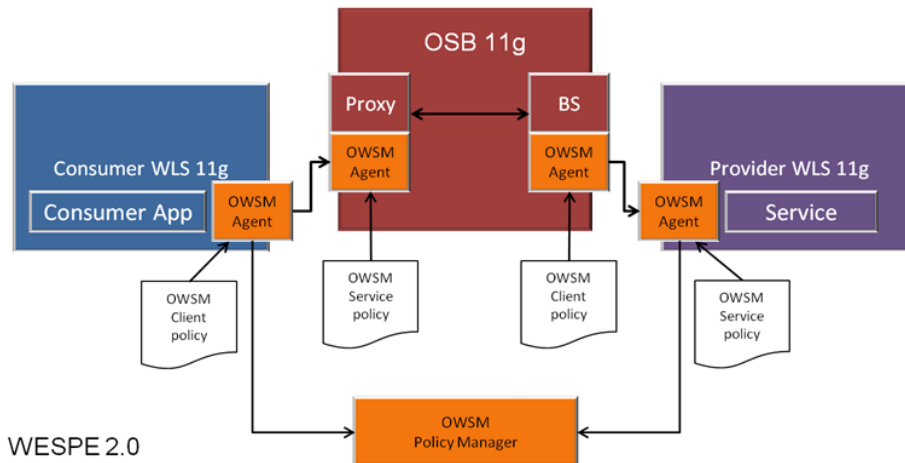 OSB 11g
Proxy
BS
OWSM
Agent
OWSM
Agent
Consumer WLS 11g
Consumer App
OWSM
Agent
Provider WLS 11g
OWSM
Agent
Service
OWSM
Client
policy
OWSM
Service
policy
OWSM
Client
policy
OWSM
Service
policy
OWSM
Policy Manager
WESPE 2.0